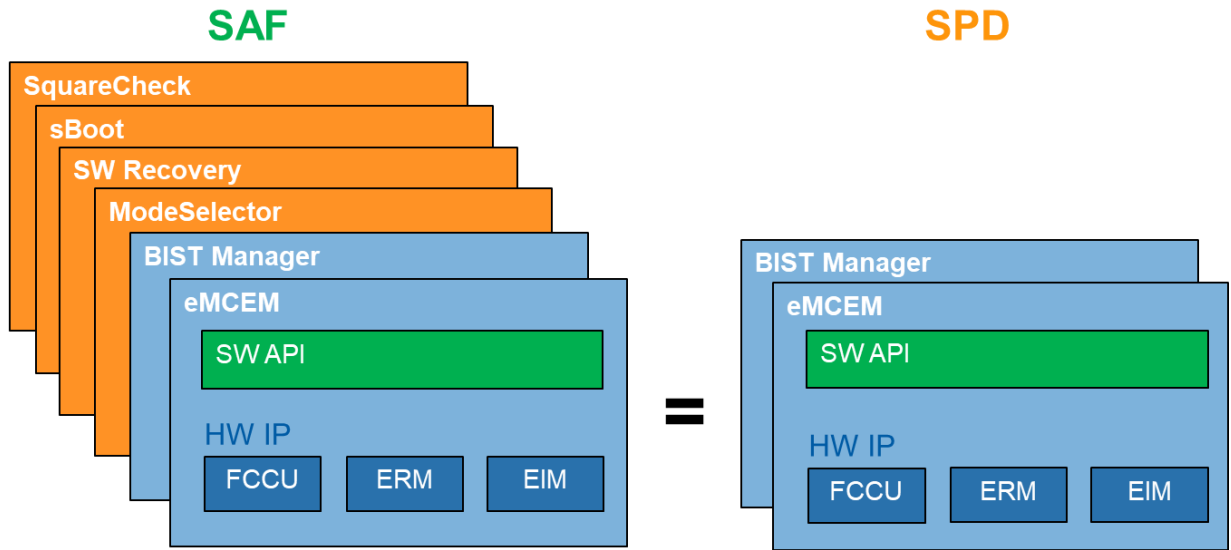 SAF
SquareCheck
sBoot
SW Recovery
ModeSelector
BIST Manager
eMCEM
SW API
HW IP
FCCU
ERM
EIM
=
SPD
BIST Manager
eMCEM
SW API
HW IP
FCCU
ERM
EIM